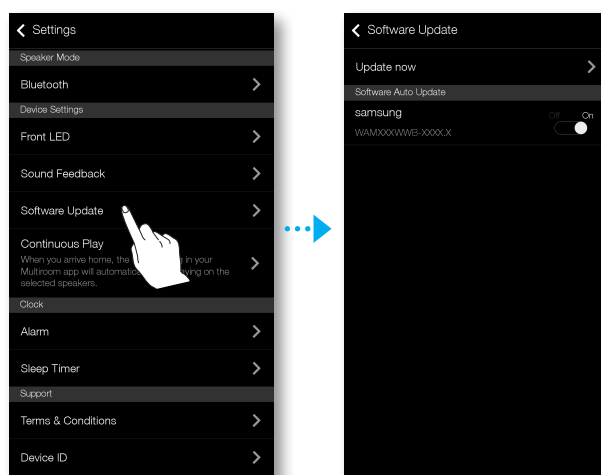 Settings
Speaker Mode
Bluetooth
Device Settings
Front LED
Sound Feedback
Software Update
Continuous Play
When you arrive home, the in your
Multiroom app will on the
selected speakers.
Clock
Alarm
Sleep Timer
Support
Terms & Conditions
Device ID
Software Update
Update now
Software Auto Update
samsung
Off On
WAMXXXWWB-XXXX.X